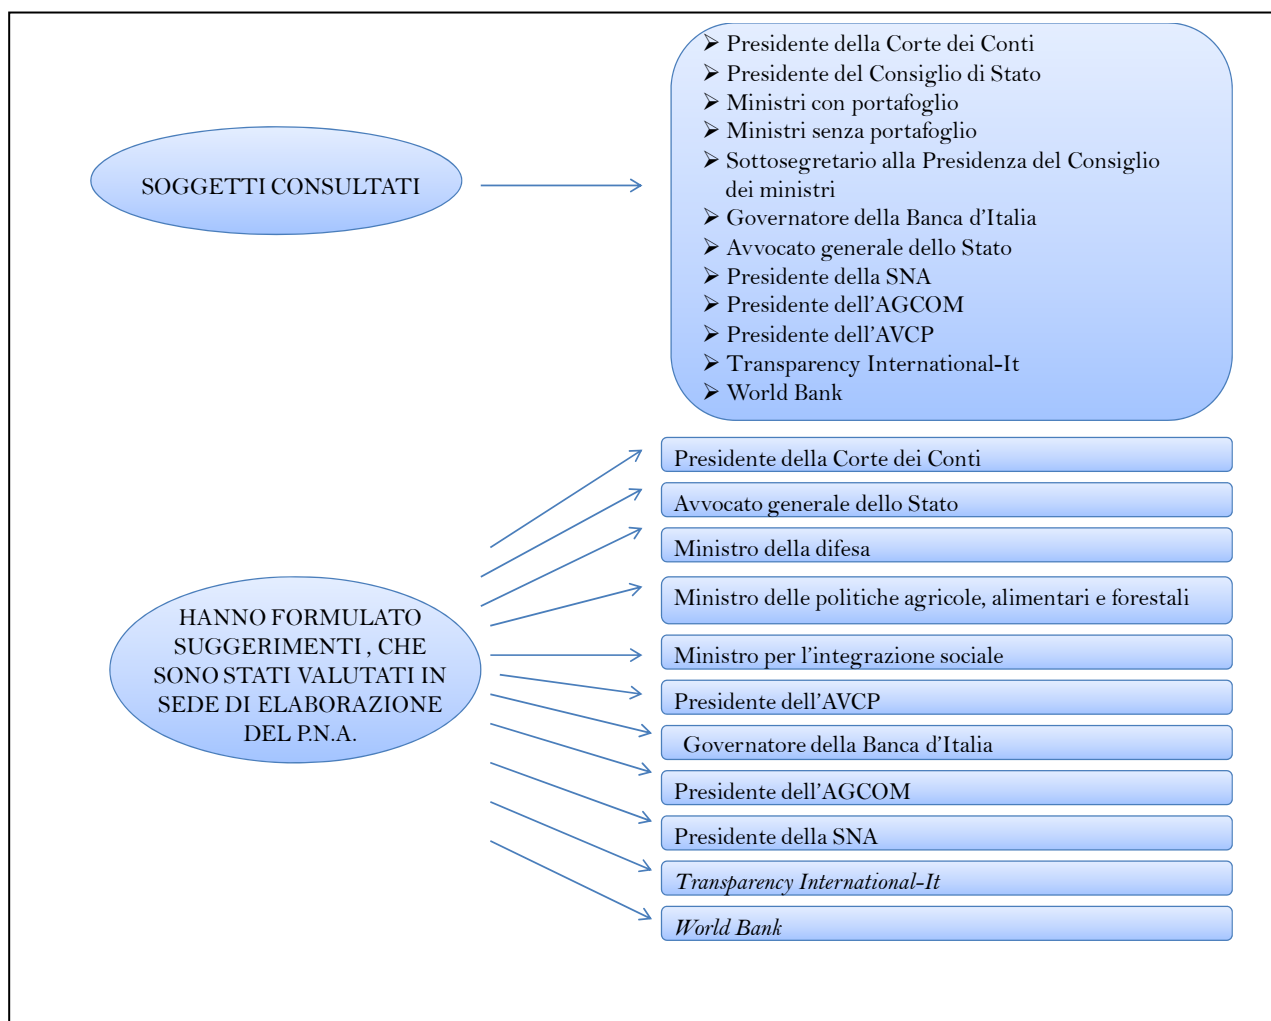 SOGGETTI CONSULTATI
➢ Presidente della Corte dei Conti
➢ Presidente del Consiglio di Stato
➢ Ministri con portafoglio
➢ Ministri senza portafoglio
➢ Sottosegretario alla Presidenza del Consiglio
dei ministri
➢ Governatore della Banca d'Italia
➢ Avvocato generale dello Stato
➢ Presidente della SNA
➢ Presidente dell'AGCOM
➢ Presidente dell'AVCP
➢ Transparency International-It
➢ World Bank
HANNO FORMULATO
SUGGERIMENTI , CHE
SONO STATI VALUTATI IN
SEDE DI ELABORAZIONE
DEL P.N.A.
Presidente della Corte dei Conti
Avvocato generale dello Stato
Ministro della difesa
Ministro delle politiche agricole, alimentari e forestali
Ministro per l'integrazione sociale
Presidente dell'AVCP
Governatore della Banca d'Italia
Presidente dell'AGCOM
Presidente della SNA
Transparency International-It
World Bank